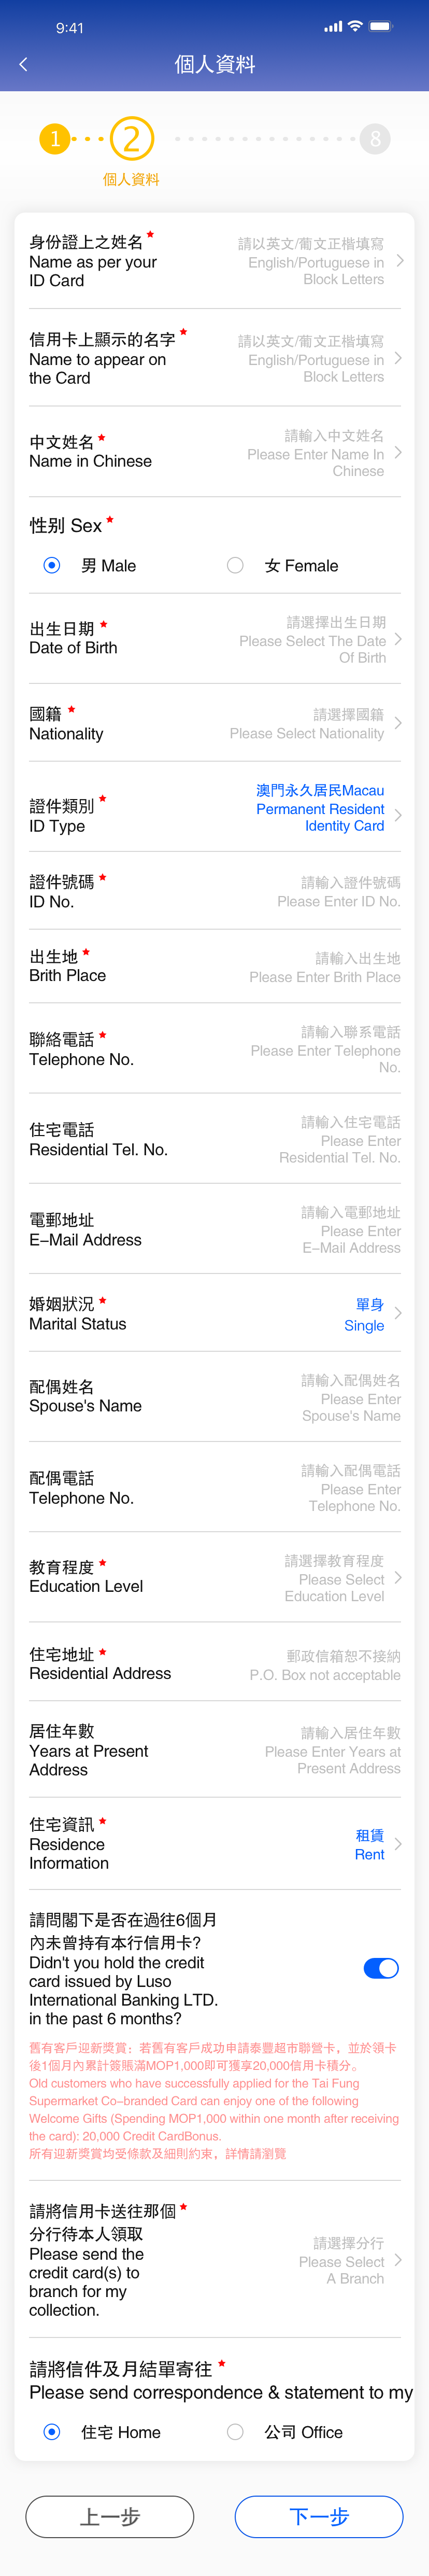 9:41
個人資料
1
2
8
個人資料
身份證上之姓名*
Name as per your
ID Card
請以英文/葡文正楷填寫
English/Portuguese in
Block Letters
信用卡上顯示的名字*
Name to appear on
the Card
請以英文/葡文正楷填寫
English/Portuguese in
Block Letters
中文姓名*
Name in Chinese
請輸入中文姓名
Please Enter Name In
Chinese
性别 Sex*
男 Male
女 Female
出生日期*
Date of Birth
請選擇出生日期
Please Select The Date
Of Birth
國籍*
Nationality
請選擇國籍
Please Select Nationality
證件類別*
ID Type
澳門永久居民Macau
Permanent Resident
Identity Card
證件號碼*
ID No.
請輸入證件號碼
Please Enter ID No.
出生地*
Brith Place
請輸入出生地
Please Enter Brith Place
聯絡電話*
Telephone No.
請輸入聯系電話
Please Enter Telephone
No.
住宅電話
Residential Tel. No.
請輸入住宅電話
Please Enter
Residential Tel. No.
電郵地址
E-Mail Address
請輸入電郵地址
Please Enter
E-Mail Address
婚姻狀況*
Marital Status
單身
Single
配偶姓名
Spouse's Name
請輸入配偶姓名
Please Enter
Spouse's Name
配偶電話
Telephone No.
請輸入配偶電話
Please Enter
Telephone No.
教育程度*
Education Level
請選擇教育程度
Please Select
Education Level
住宅地址*
Residential Address
郵政信箱恕不接納
P.O. Box not acceptable
居住年數
Years at Present
Address
請輸入居住年數
Please Enter Years at
Present Address
住宅資訊*
Residence
Information
租賃
Rent
請問閣下是否在過往6個月
內未曾持有本行信用卡?
Didn't you hold the credit
card issued by Luso
International Banking LTD.
in the past 6 months?
舊有客戶迎新獎賞：若舊有客戶成功申請泰豐超市聯營卡，並於領卡
後1個月內累計簽賬滿MOP1,000即可獲享20,000信用卡積分。
Old customers who have successfully applied for the Tai Fung
Supermarket Co-branded Card can enjoy one of the following
Welcome Gifts (Spending MOP1,000 within one month after receiving
the card): 20,000 Credit CardBonus.
所有迎新獎賞均受條款及細則約束，詳情請瀏覽
請將信用卡送往那個*
分行待本人領取
Please send the
credit card(s) to
branch for my
collection.
請選擇分行
Please Select
A Branch
請將信件及月結單寄往*
Please send correspondence & statement to my
住宅 Home
公司 Office
上一步
下一步